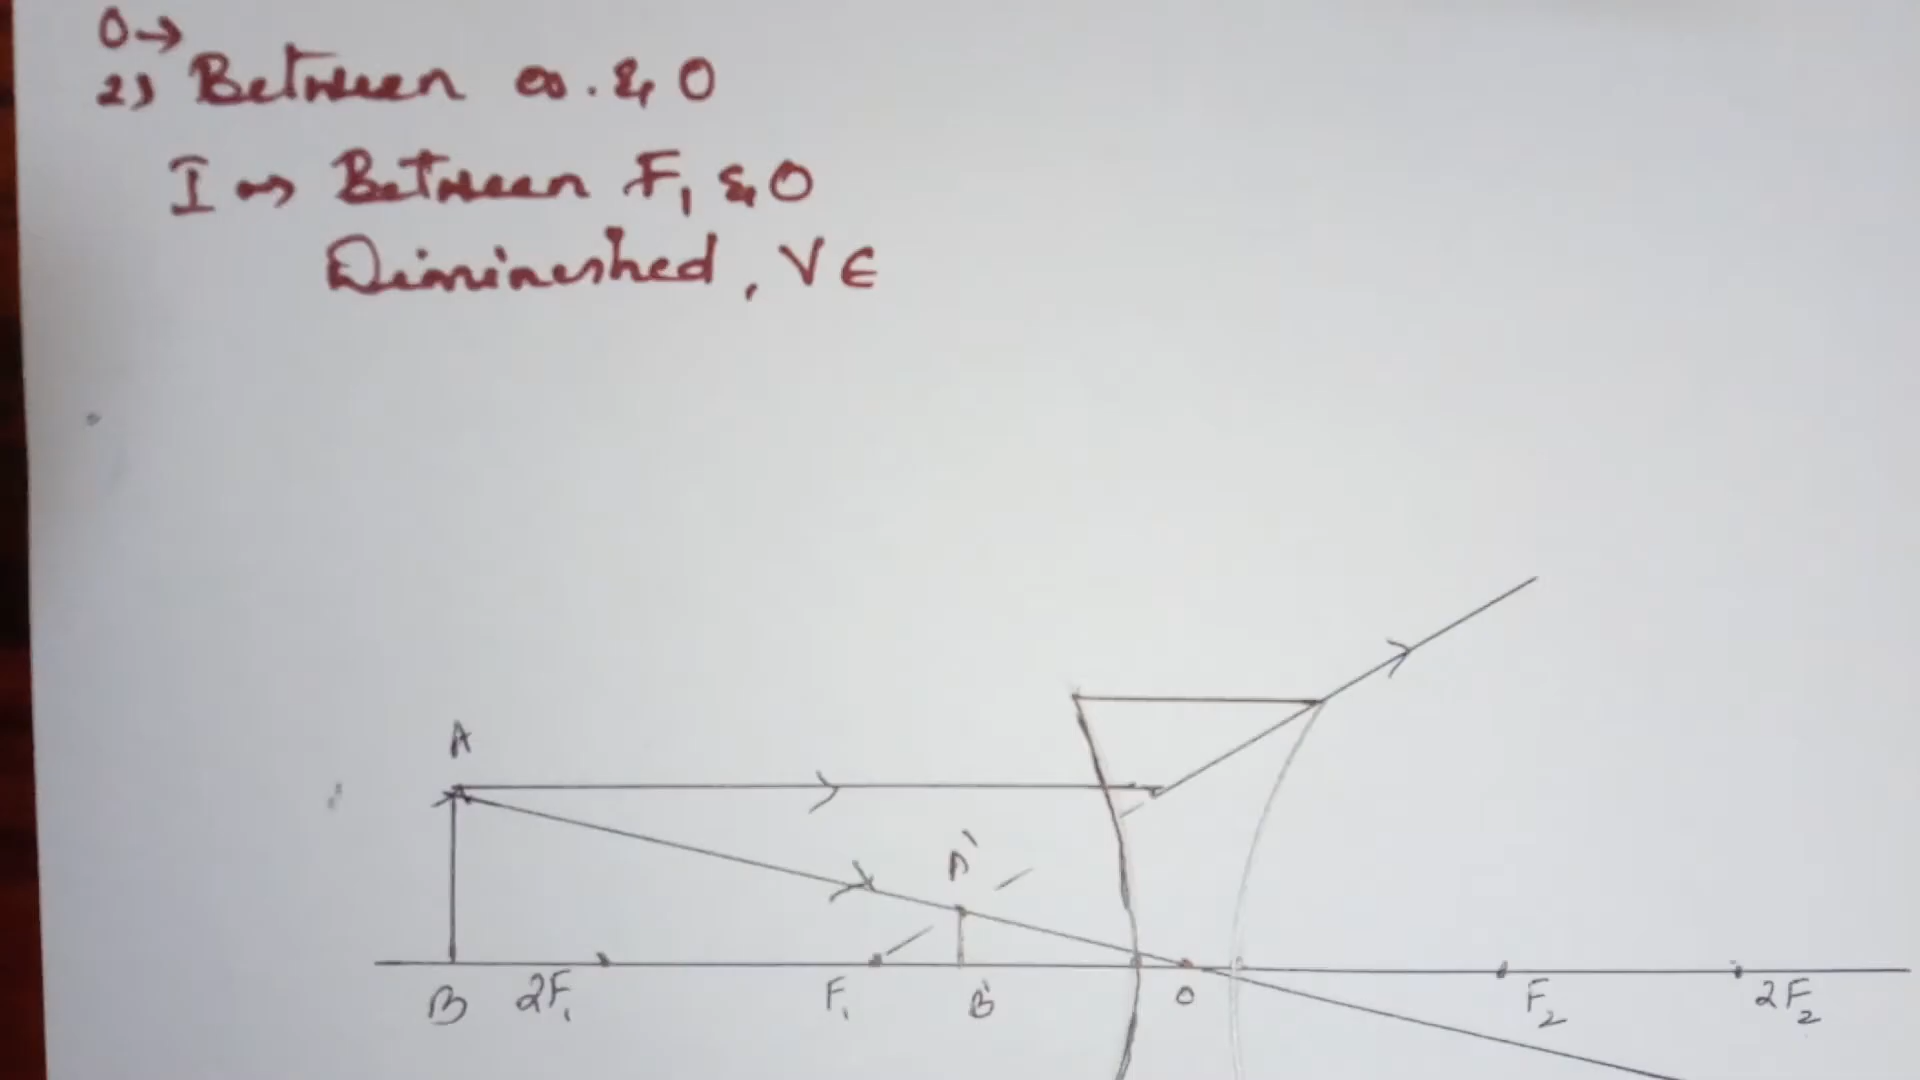 O→
2) Between ∞. & O
I → Between F₁ & O
Diminished, VE
A
A'
B 2F₁ F₁ B' O F₂ 2F₂